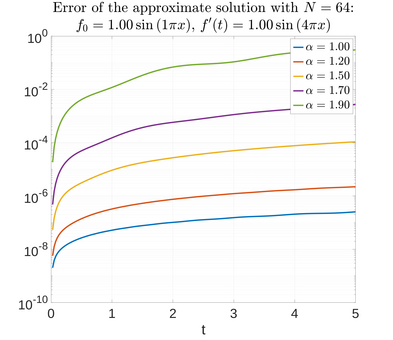 Error of the approximate solution with N = 64:
f₀ = 1.00 sin (1πx), f′(t) = 1.00 sin (4πx)
10⁰
10⁻²
10⁻⁴
10⁻⁶
10⁻⁸
10⁻¹⁰
α = 1.00
α = 1.20
α = 1.50
α = 1.70
α = 1.90
0 1 2 3 4 5
t